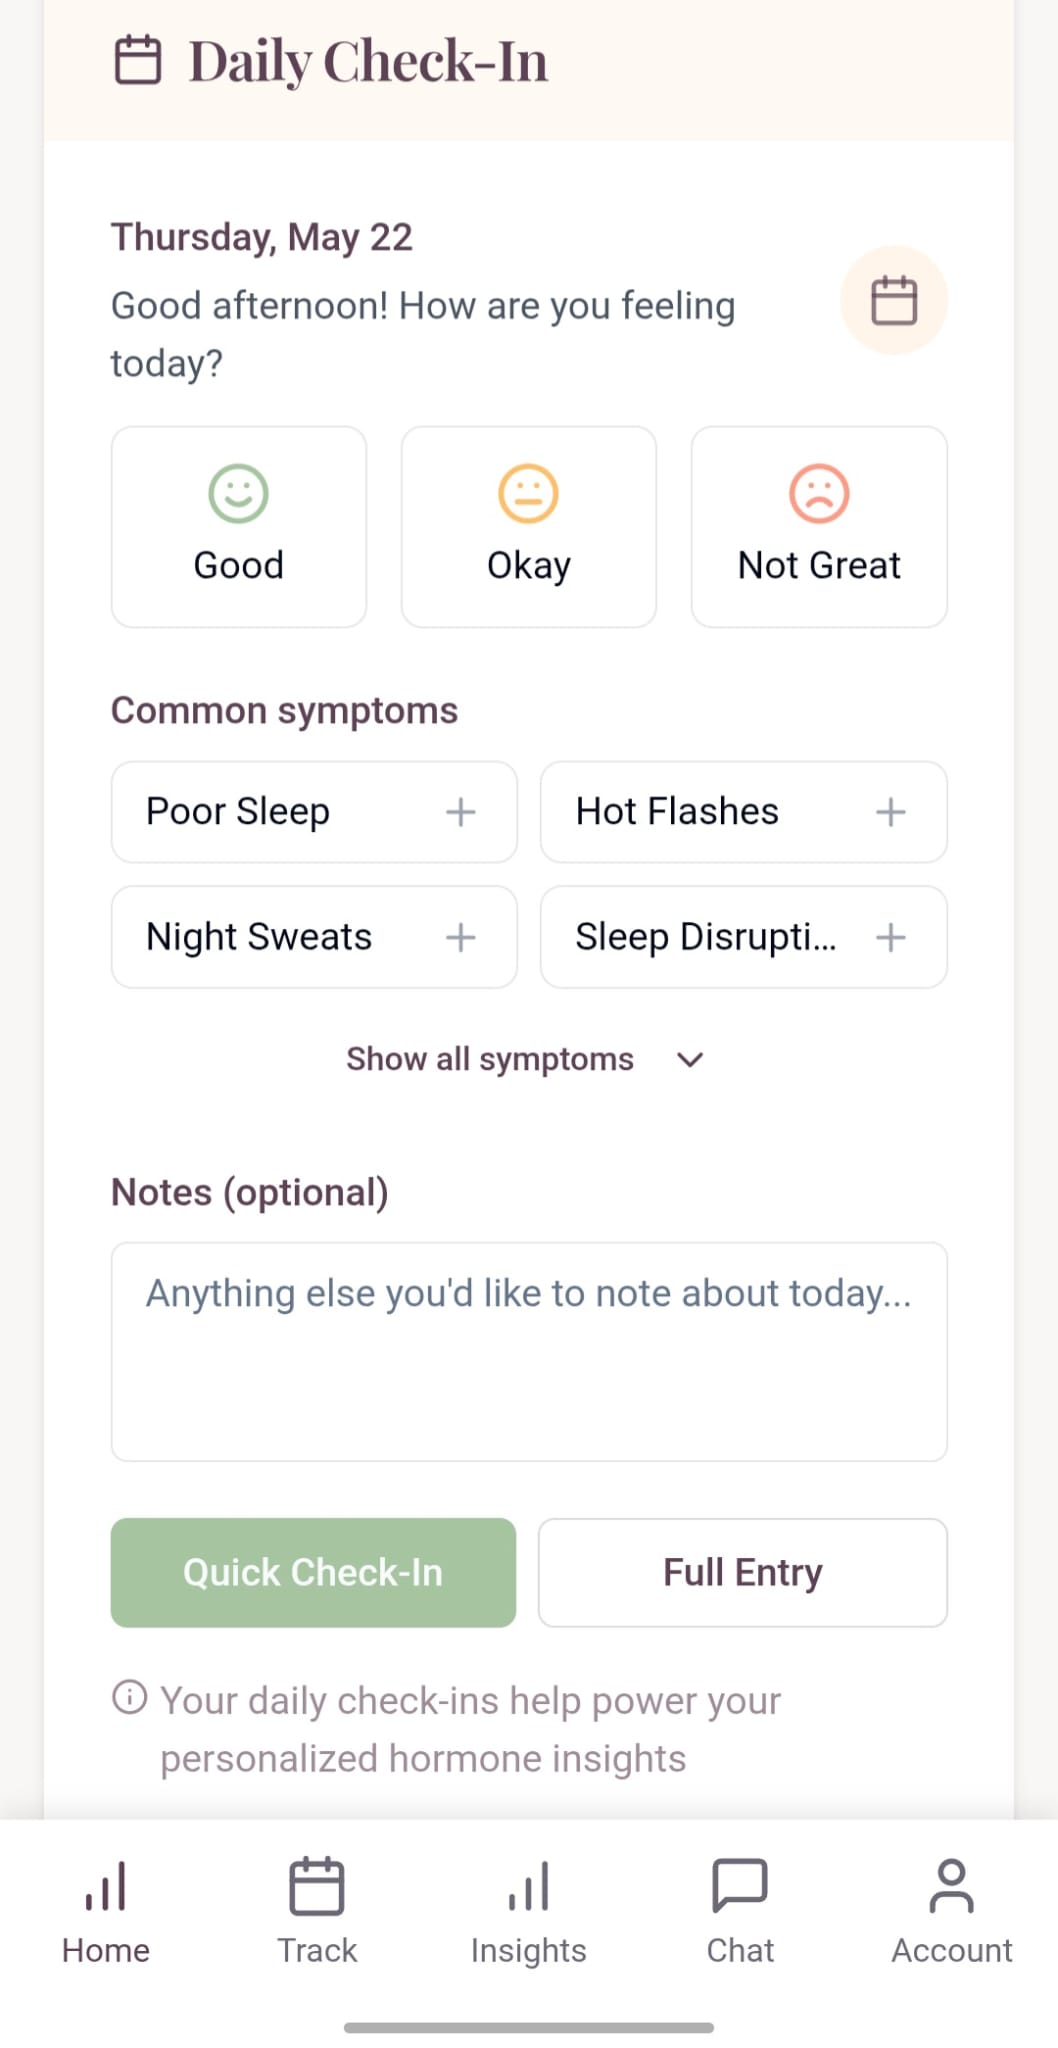 Daily Check-In
Thursday, May 22
Good afternoon! How are you feeling
today?
Good
Okay
Not Great
Common symptoms
Poor Sleep
Hot Flashes
Night Sweats
Sleep Disrupti...
Show all symptoms
Notes (optional)
Anything else you'd like to note about today...
Quick Check-In
Full Entry
Your daily check-ins help power your
personalized hormone insights
Home
Track
Insights
Chat
Account